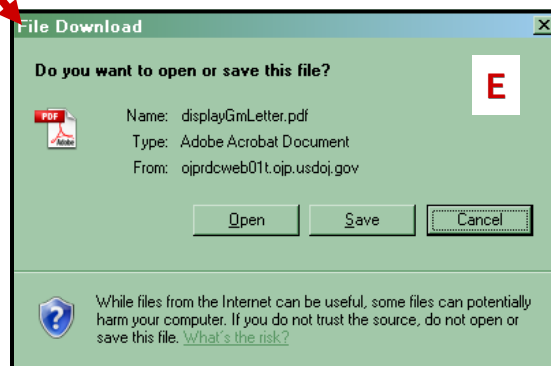 File Download
Do you want to open or save this file?
E
PDF
Adobe
Name: displayGmLetter.pdf
Type: Adobe Acrobat Document
From: ojprdcweb01t.ojp.usdoj.gov
Open Save Cancel
While files from the Internet can be useful, some files can potentially
harm your computer. If you do not trust the source, do not open or
save this file. What's the risk?